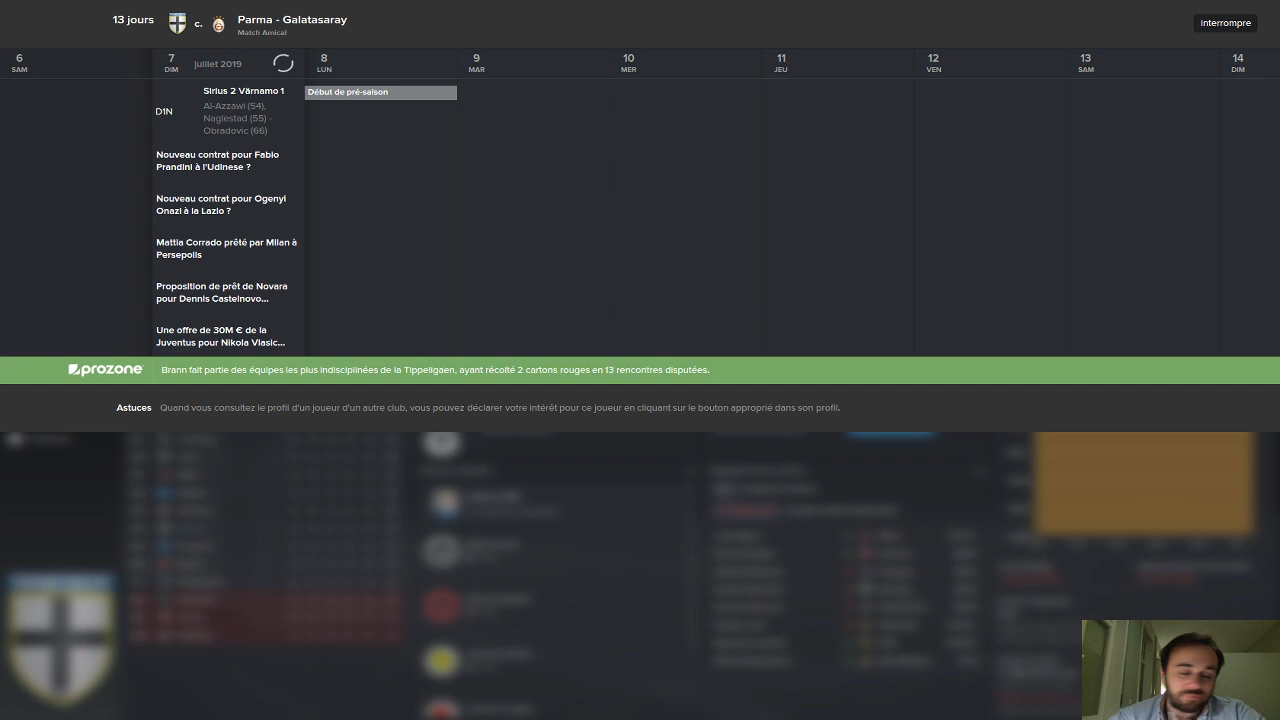 13 jours
c.
Parma - Galatasaray
Match Amical
Interrompre
6
SAM
7
DIM
juillet 2019
8
LUN
9
MAR
10
MER
11
JEU
12
VEN
13
SAM
14
DIM
D1N
Sirius 2 Värnamo 1
Al-Azzawi (54),
Naglestad (55) -
Obradovic (66)
Début de pré-saison
Nouveau contrat pour Fabio
Prandini à l'Udinese ?
Nouveau contrat pour Ogenyi
Onazi à la Lazio ?
Mattia Corrado prêté par Milan à
Persepolis
Proposition de prêt de Novara
pour Dennis Castelnovo...
Une offre de 30M € de la
Juventus pour Nikola Vlasic...
prozone
Brann fait partie des équipes les plus indisciplinées de la Tippeligaen, ayant récolté 2 cartons rouges en 13 rencontres disputées.
Astuces
Quand vous consultez le profil d'un joueur d'un autre club, vous pouvez déclarer votre intérêt pour ce joueur en cliquant sur le bouton approprié dans son profil.